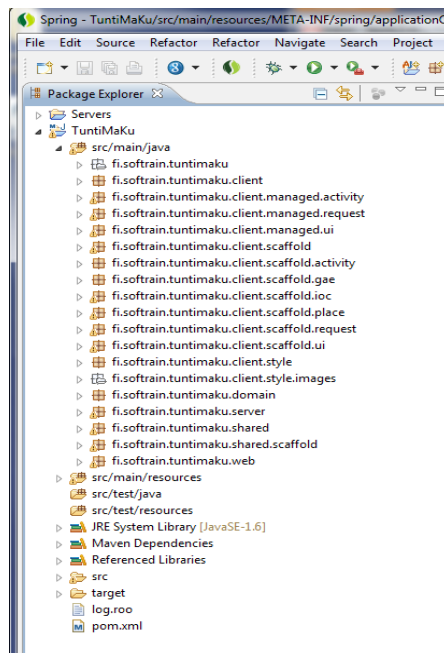 Spring - TuntiMaKu/src/main/resources/META-INF/spring/applicationC
File Edit Source Refactor Refactor Navigate Search Project
Package Explorer
Servers
TuntiMaKu
src/main/java
fi.softrain.tuntimaku
fi.softrain.tuntimaku.client
fi.softrain.tuntimaku.client.managed.activity
fi.softrain.tuntimaku.client.managed.request
fi.softrain.tuntimaku.client.managed.ui
fi.softrain.tuntimaku.client.scaffold
fi.softrain.tuntimaku.client.scaffold.activity
fi.softrain.tuntimaku.client.scaffold.gae
fi.softrain.tuntimaku.client.scaffold.ioc
fi.softrain.tuntimaku.client.scaffold.place
fi.softrain.tuntimaku.client.scaffold.request
fi.softrain.tuntimaku.client.scaffold.ui
fi.softrain.tuntimaku.client.style
fi.softrain.tuntimaku.client.style.images
fi.softrain.tuntimaku.domain
fi.softrain.tuntimaku.server
fi.softrain.tuntimaku.shared
fi.softrain.tuntimaku.shared.scaffold
fi.softrain.tuntimaku.web
src/main/resources
src/test/java
src/test/resources
JRE System Library [JavaSE-1.6]
Maven Dependencies
Referenced Libraries
src
target
log.roo
pom.xml